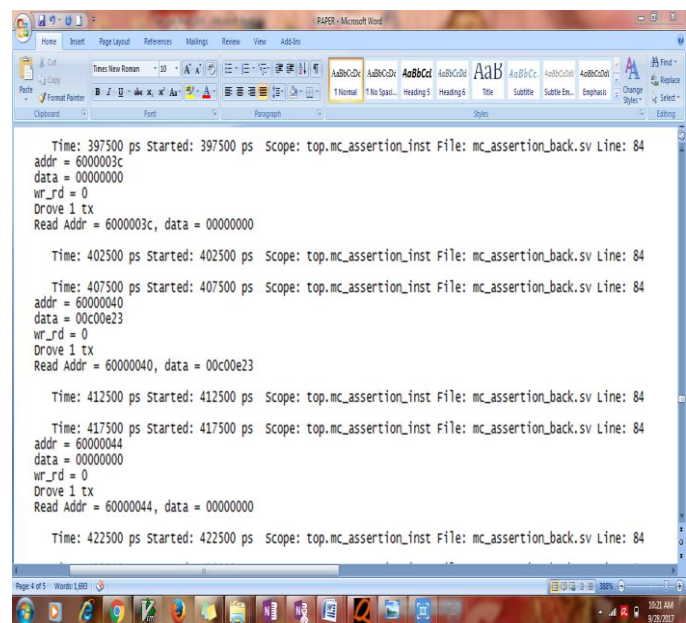 PAPER - Microsoft Word
Home Insert Page Layout References Mailings Review View Add-Ins
Cut
Copy
Format Painter
Paste
Times New Roman 10
AaBbCcDc AaBbCcDc AaBbCcL AaBbCcDd AaB AaBbCc. AaBbCcDdi AaBbCcDdi
1 Normal 1 No Spaci... Heading 5 Heading 6 Title Subtitle Subtle Em... Emphasis
Change Styles
Find
Replace
Select
Clipboard Font Paragraph Styles Editing
Time: 397500 ps Started: 397500 ps Scope: top.mc_assertion_inst File: mc_assertion_back.sv Line: 84
addr = 6000003c
data = 00000000
wr_rd = 0
Drove 1 tx
Read Addr = 6000003c, data = 00000000
Time: 402500 ps Started: 402500 ps Scope: top.mc_assertion_inst File: mc_assertion_back.sv Line: 84
Time: 407500 ps Started: 407500 ps Scope: top.mc_assertion_inst File: mc_assertion_back.sv Line: 84
addr = 60000040
data = 00c00e23
wr_rd = 0
Drove 1 tx
Read Addr = 60000040, data = 00c00e23
Time: 412500 ps Started: 412500 ps Scope: top.mc_assertion_inst File: mc_assertion_back.sv Line: 84
Time: 417500 ps Started: 417500 ps Scope: top.mc_assertion_inst File: mc_assertion_back.sv Line: 84
addr = 60000044
data = 00000000
wr_rd = 0
Drove 1 tx
Read Addr = 60000044, data = 00000000
Time: 422500 ps Started: 422500 ps Scope: top.mc_assertion_inst File: mc_assertion_back.sv Line: 84
Page: 4 of 5 Words: 1,693
388%
10:21 AM
9/28/2017